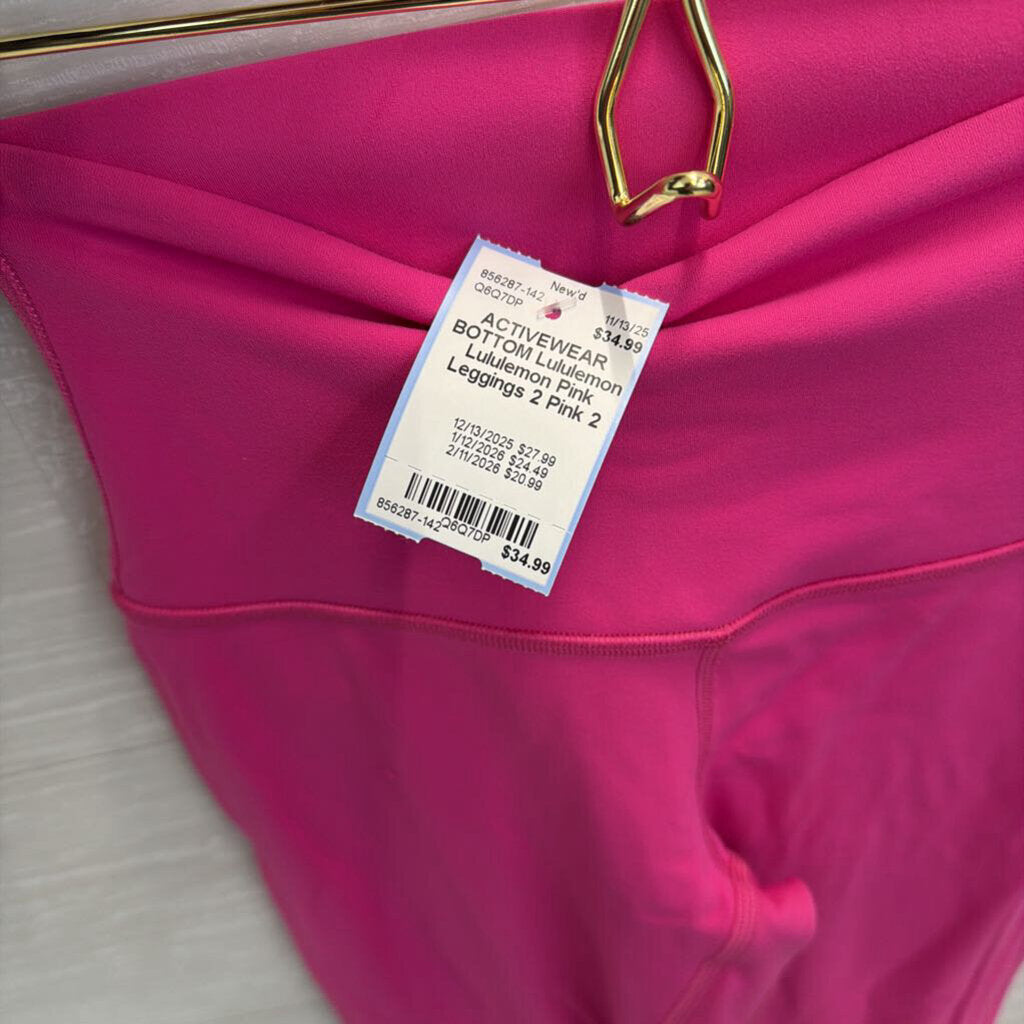 856287-142 New'd
Q6Q7DP 11/13/25
$34.99
ACTIVEWEAR
BOTTOM Lululemon
Lululemon Pink
Leggings 2 Pink 2
12/13/2025 $27.99
1/12/2026 $24.49
2/11/2026 $20.99
856287-142 Q6Q7DP $34.99